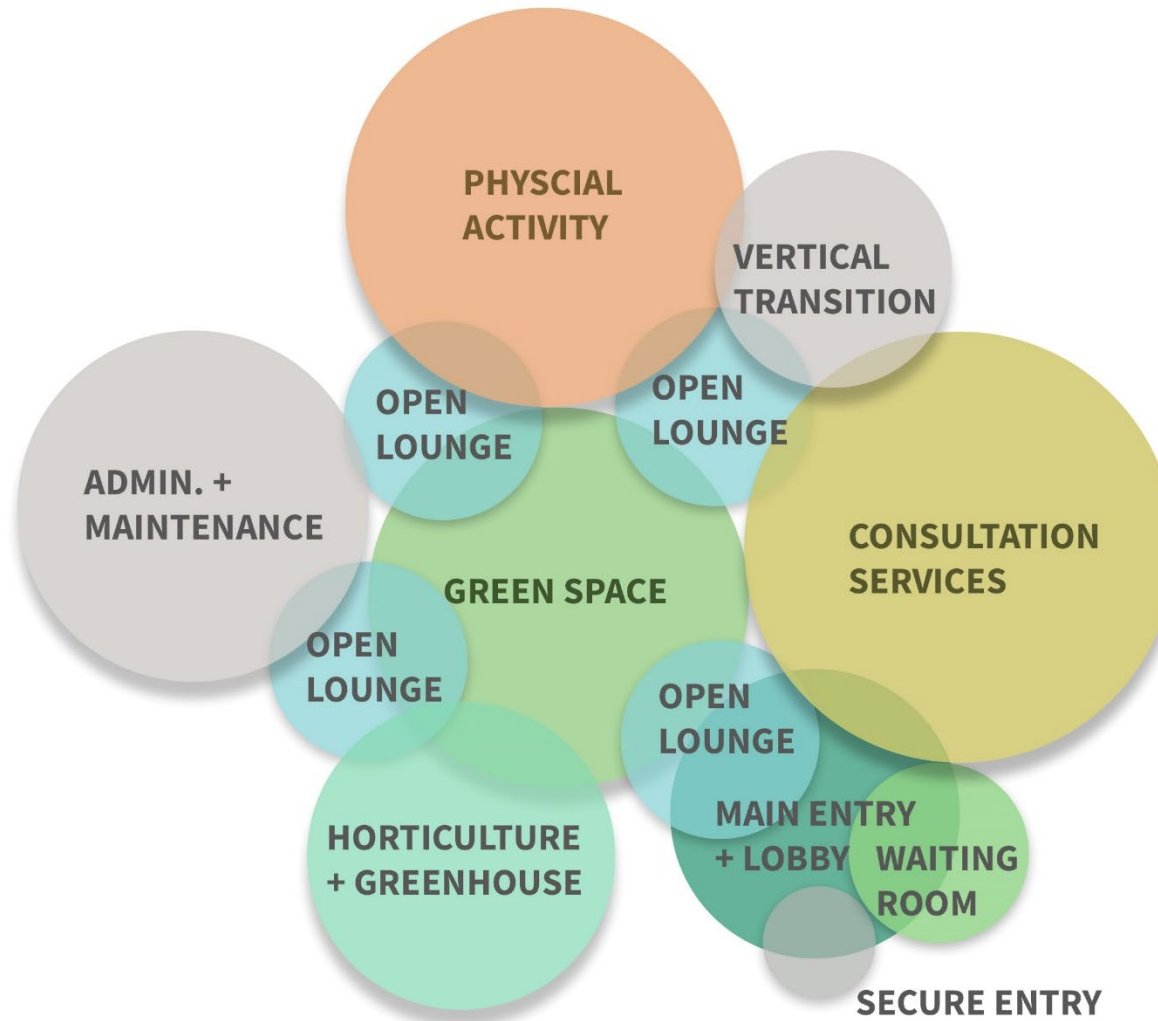 PHYSCIAL
ACTIVITY
VERTICAL
TRANSITION
OPEN
LOUNGE
OPEN
LOUNGE
ADMIN. +
MAINTENANCE
CONSULTATION
SERVICES
GREEN SPACE
OPEN
LOUNGE
OPEN
LOUNGE
HORTICULTURE
+ GREENHOUSE
MAIN ENTRY
+ LOBBY
WAITING
ROOM
SECURE ENTRY